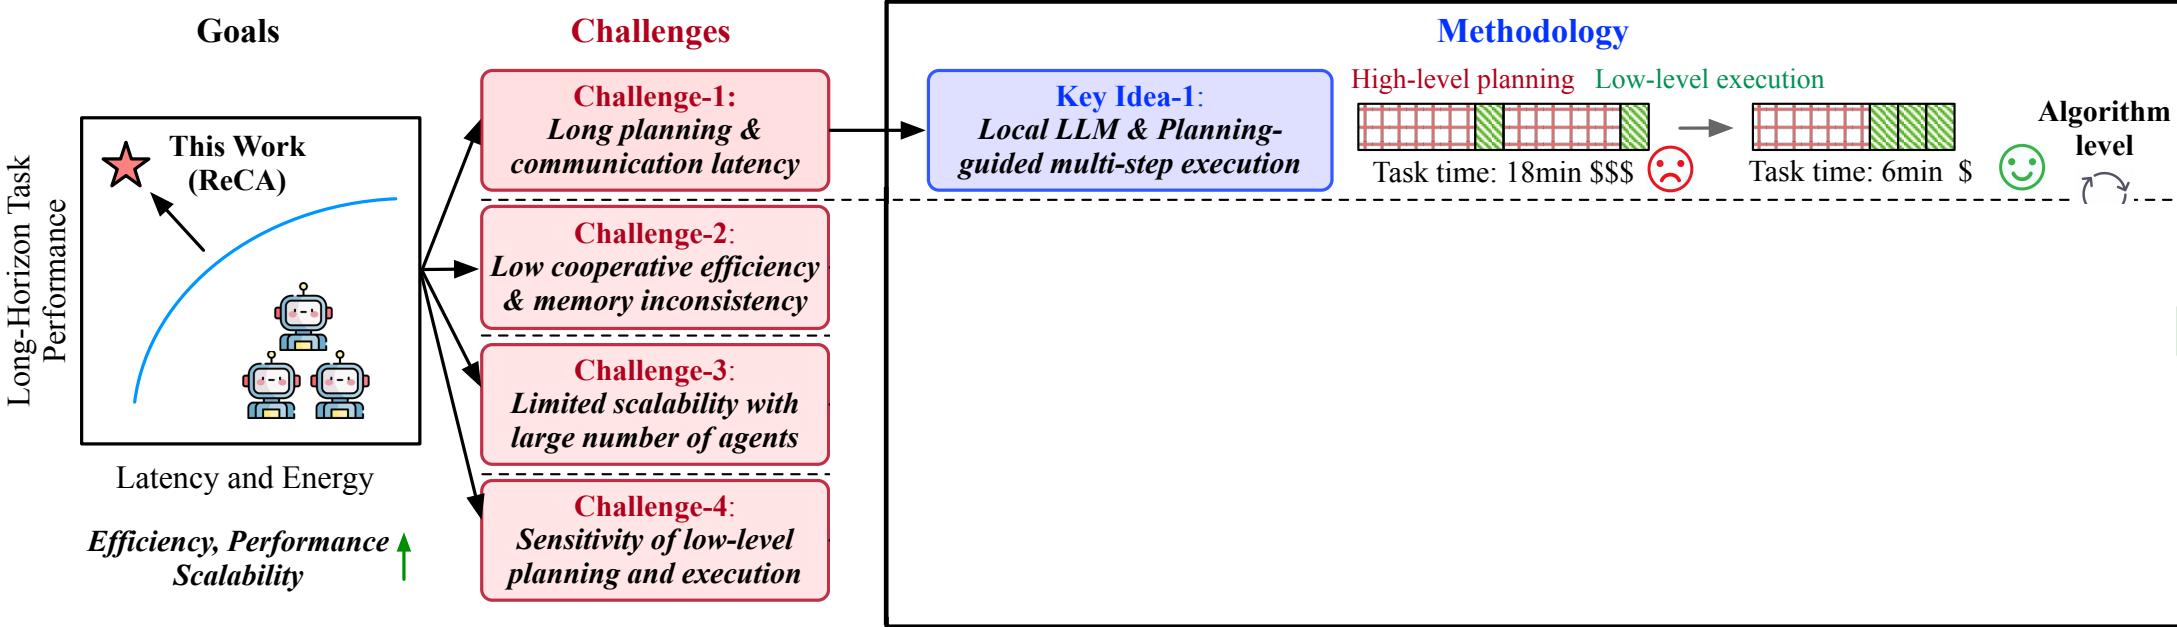 Goals
Long-Horizon Task
Performance
This Work
(ReCA)
Latency and Energy
Efficiency, Performance
Scalability
Challenges
Challenge-1:
Long planning &
communication latency
Challenge-2:
Low cooperative efficiency
& memory inconsistency
Challenge-3:
Limited scalability with
large number of agents
Challenge-4:
Sensitivity of low-level
planning and execution
Methodology
Key Idea-1:
Local LLM & Planning-
guided multi-step execution
High-level planning Low-level execution
Task time: 18min $$$
Task time: 6min $
Algorithm
level